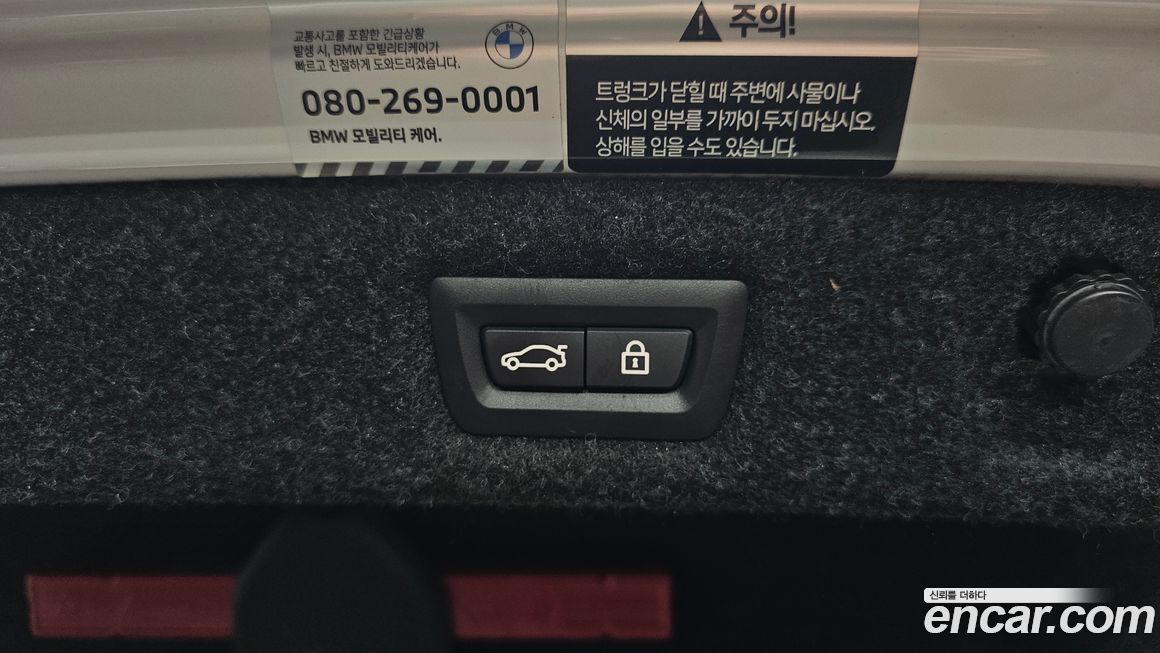 교통사고를 포함한 긴급상황
발생 시, BMW 모빌리티케어가
빠르고 친절하게 도와드리겠습니다.
BMW
080-269-0001
BMW 모빌리티 케어.
주의!
트렁크가 닫힐 때 주변에 사물이나
신체의 일부를 가까이 두지 마십시오.
상해를 입을 수도 있습니다.
신뢰를 더하다
encar.com